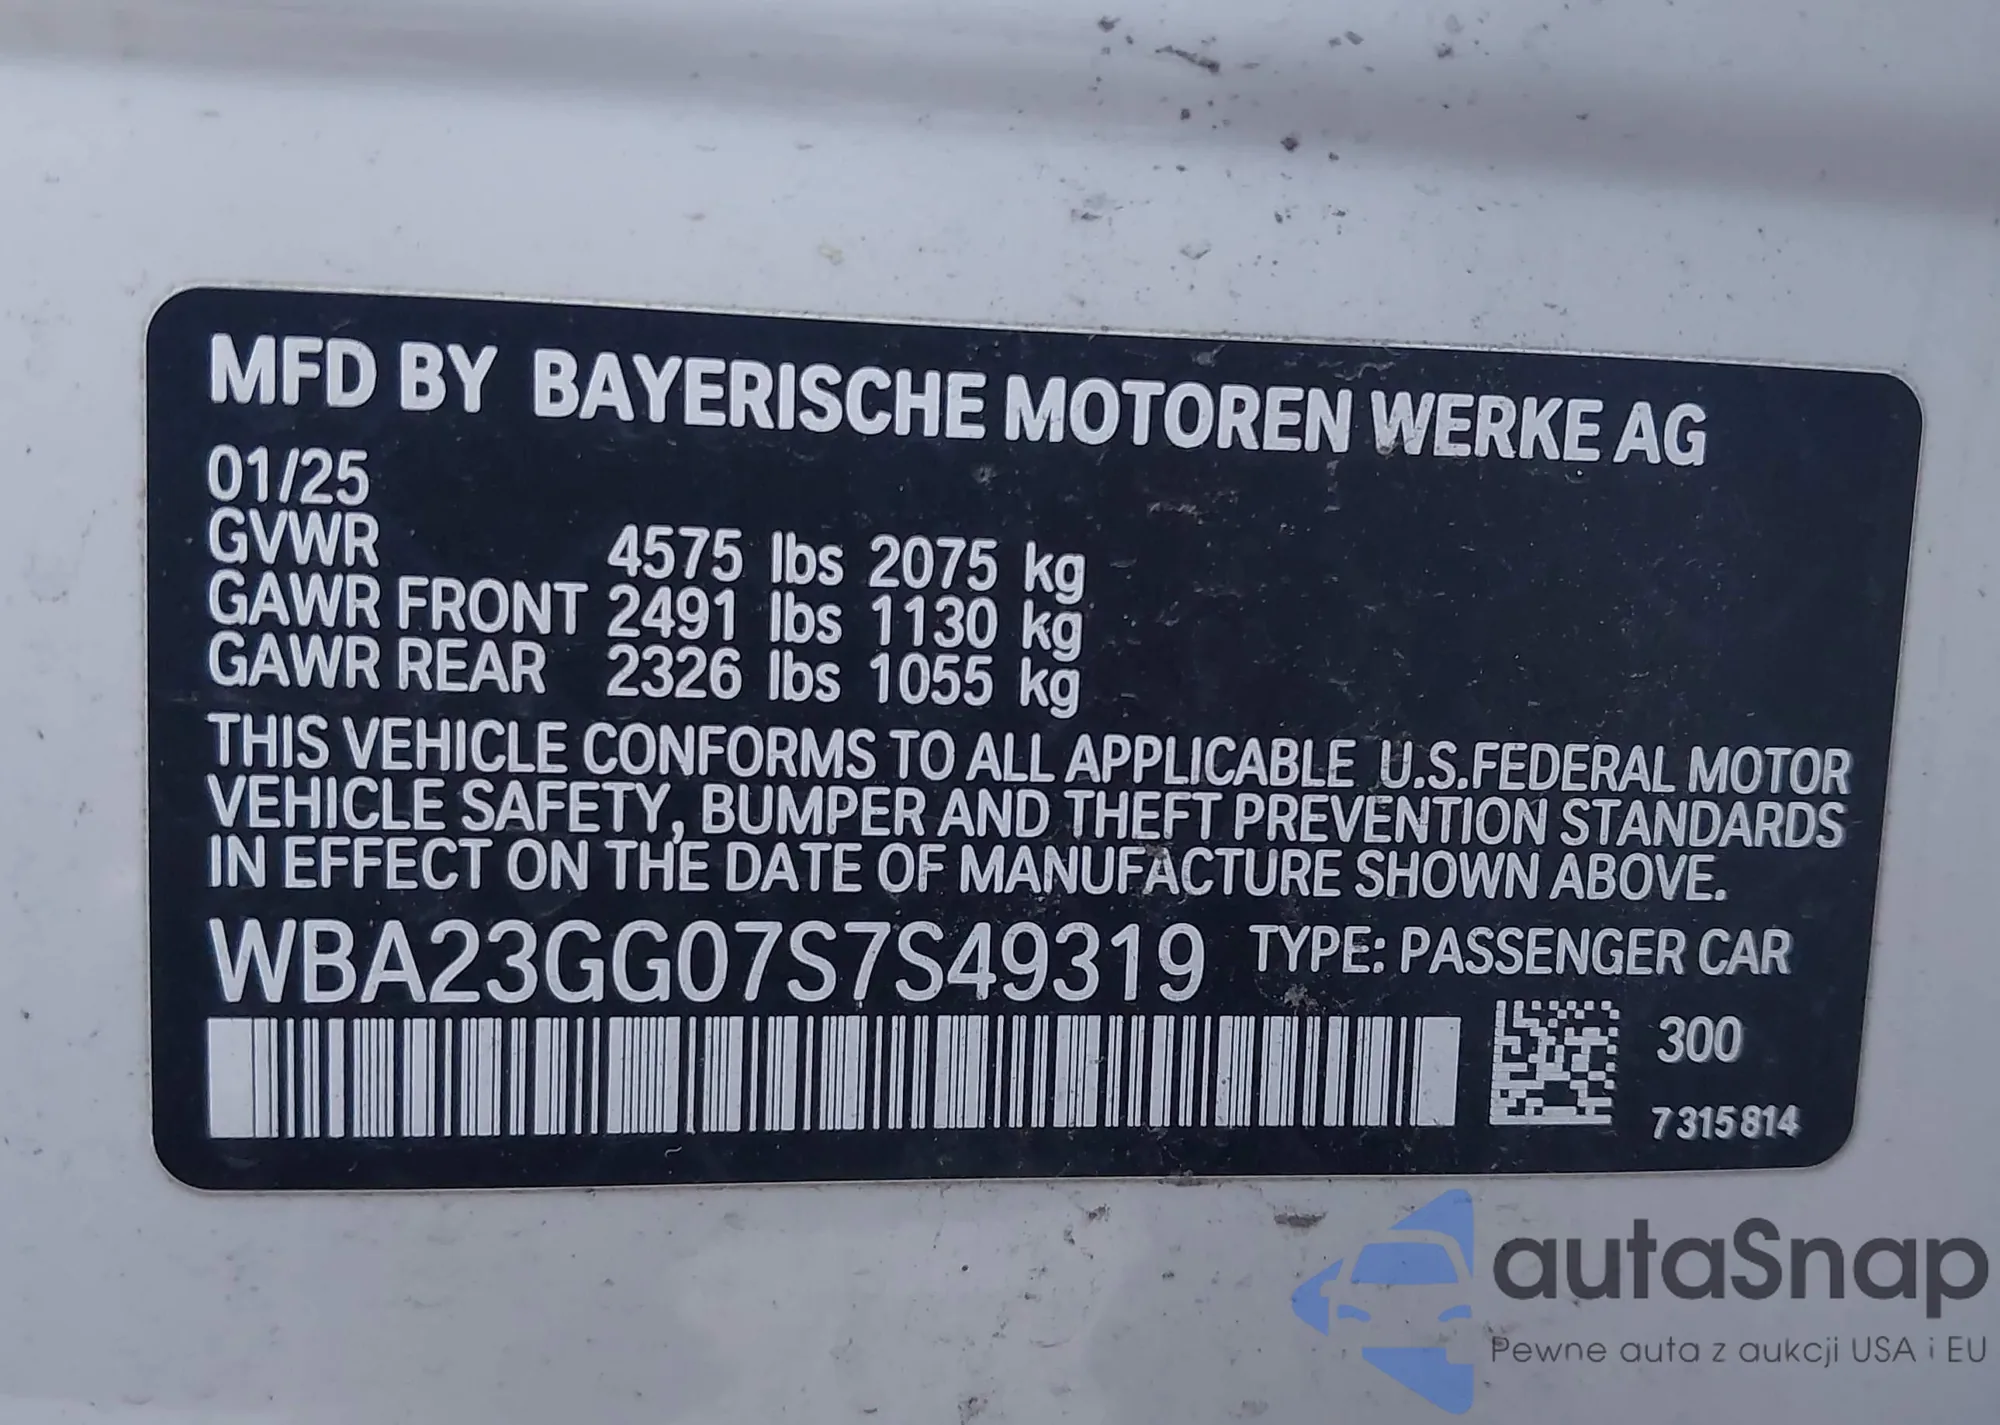 MFD BY BAYERISCHE MOTOREN WERKE AG
01/25
GVWR 4575 lbs 2075 kg
GAWR FRONT 2491 lbs 1130 kg
GAWR REAR 2326 lbs 1055 kg
THIS VEHICLE CONFORMS TO ALL APPLICABLE U.S.FEDERAL MOTOR
VEHICLE SAFETY, BUMPER AND THEFT PREVENTION STANDARDS
IN EFFECT ON THE DATE OF MANUFACTURE SHOWN ABOVE.
WBA23GG07S7S49319 TYPE: PASSENGER CAR
300
7315814
autaSnap
Pewne auta z aukcji USA i EU